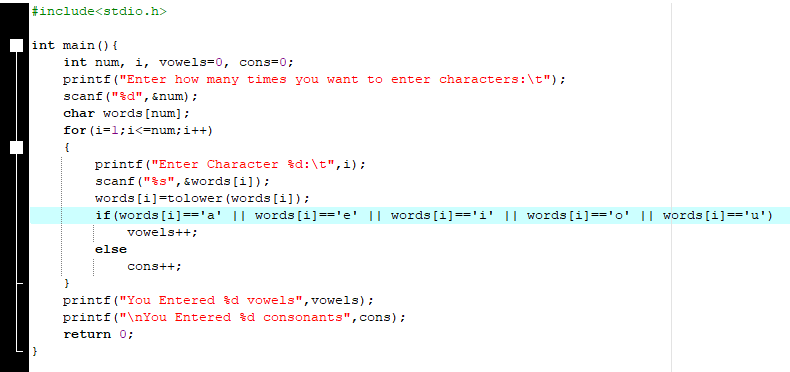 #include<stdio.h>
int main(){
int num, i, vowels=0, cons=0;
printf("Enter how many times you want to enter characters:\t");
scanf("%d",&num);
char words[num];
for(i=1;i<=num;i++)
{
printf("Enter Character %d:\t",i);
scanf("%s",&words[i]);
words[i]=tolower(words[i]);
if(words[i]=='a' || words[i]=='e' || words[i]=='i' || words[i]=='o' || words[i]=='u')
vowels++;
else
cons++;
}
printf("You Entered %d vowels",vowels);
printf("\nYou Entered %d consonants",cons);
return 0;
}